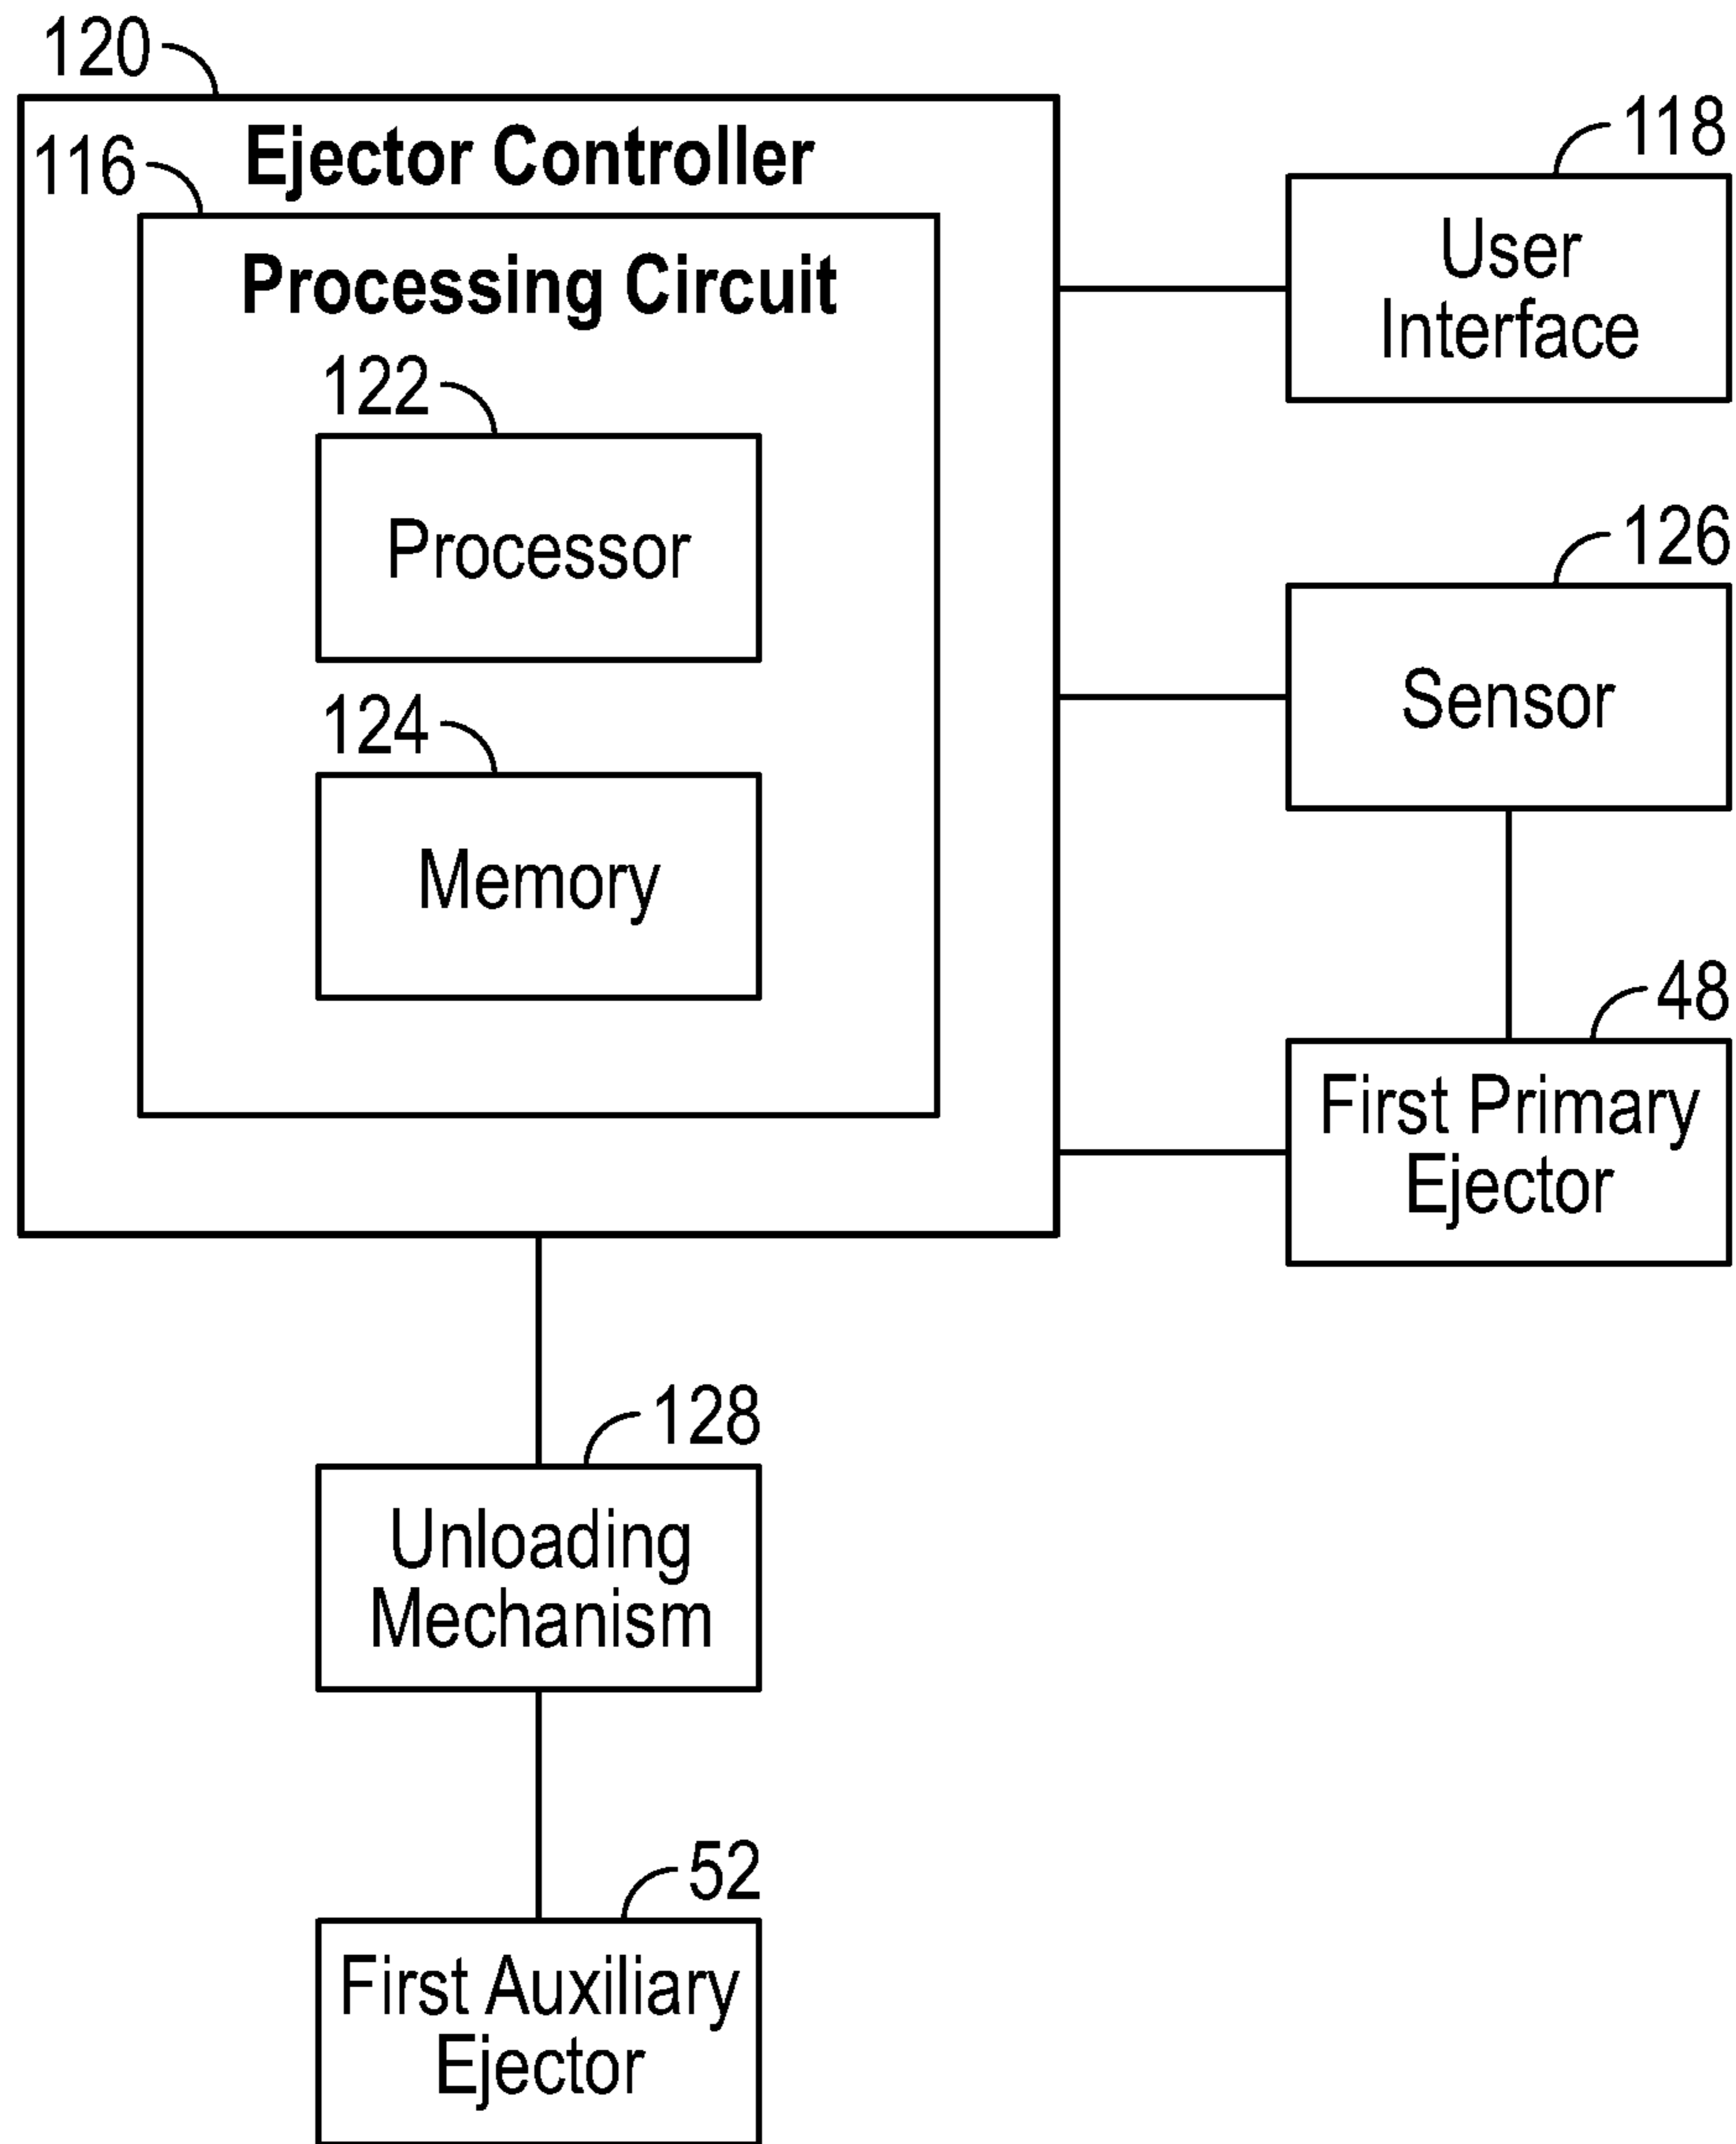 120
Ejector Controller
116
Processing Circuit
122
Processor
124
Memory
118
User
Interface
126
Sensor
48
First Primary
Ejector
128
Unloading
Mechanism
52
First Auxiliary
Ejector